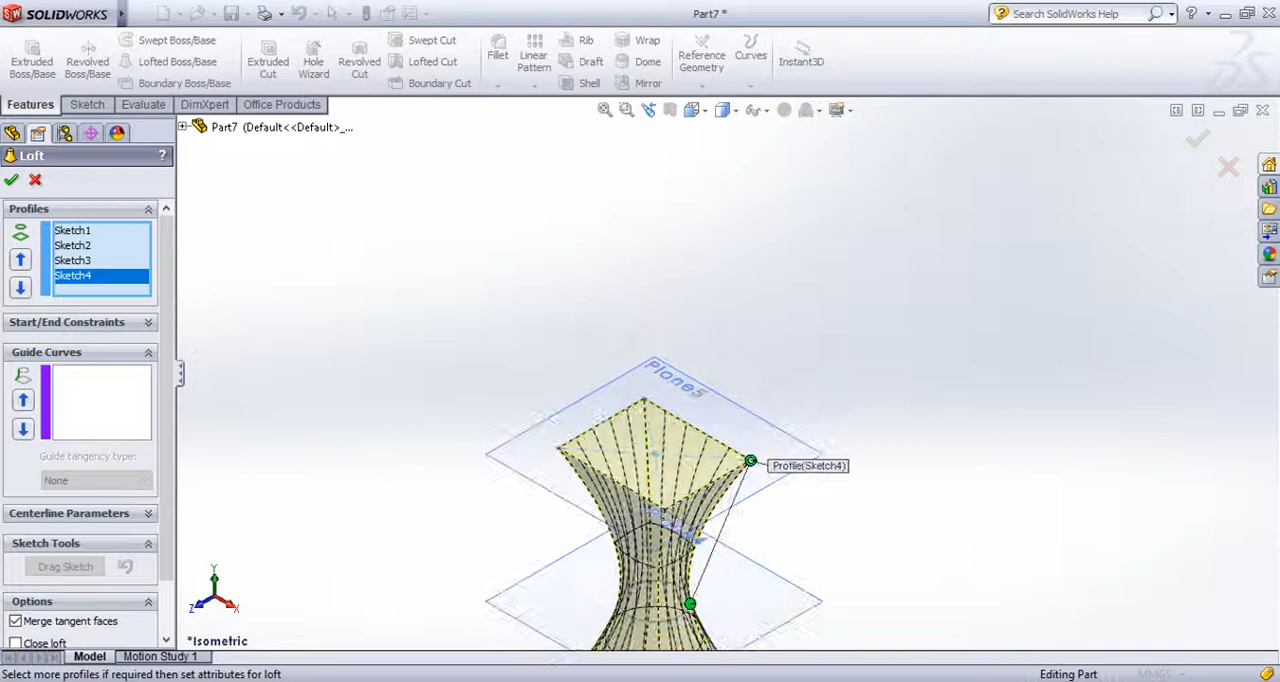 SOLIDWORKS
Part7 *
Search SolidWorks Help
Extruded Boss/Base
Revolved Boss/Base
Swept Boss/Base
Lofted Boss/Base
Boundary Boss/Base
Extruded Cut
Hole Wizard
Revolved Cut
Swept Cut
Lofted Cut
Boundary Cut
Fillet
Linear Pattern
Rib
Draft
Shell
Wrap
Dome
Mirror
Reference Geometry
Curves
Instant3D
Features
Sketch
Evaluate
DimXpert
Office Products
Part7 (Default<<Default>_...
Loft
?
Profiles
Sketch1
Sketch2
Sketch3
Sketch4
Start/End Constraints
Guide Curves
Guide tangency type:
None
Centerline Parameters
Sketch Tools
Drag Sketch
Options
Merge tangent faces
Close loft
Plane5
Profile(Sketch4)
Y
Z
X
*Isometric
Model
Motion Study 1
Select more profiles if required then set attributes for loft
Editing Part
MMGS